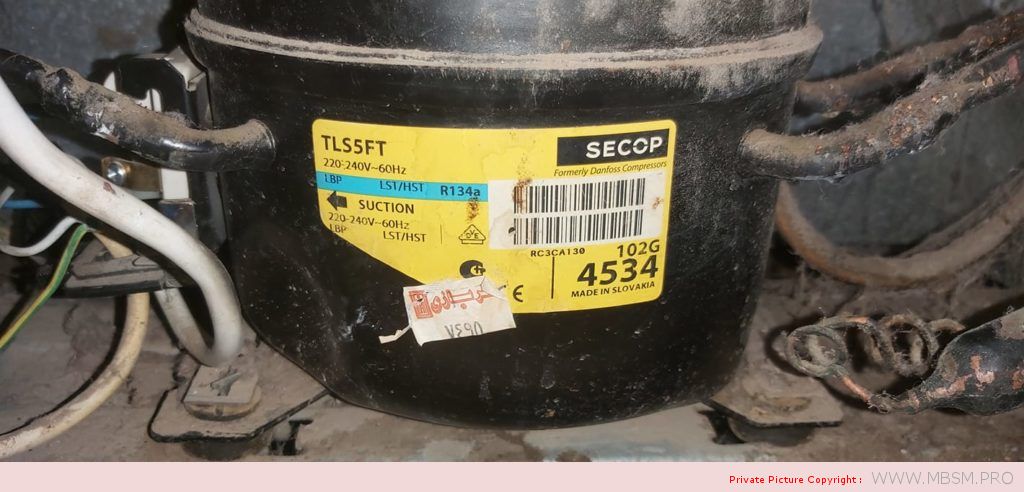 TLS5FT
220-240V~60Hz
LBP LST/HST R134a
SUCTION
220-240V~60Hz
LBP LST/HST
SECOP
Formerly Danfoss Compressors
RC3CA130
102G
4534
MADE IN SLOVAKIA
CE
Private Picture Copyright :
WWW.MBSM.PRO